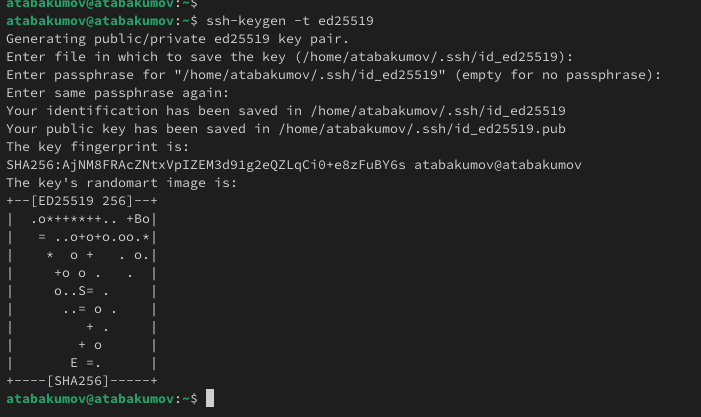 atabakumov@atabakumov:~$
atabakumov@atabakumov:~$ ssh-keygen -t ed25519
Generating public/private ed25519 key pair.
Enter file in which to save the key (/home/atabakumov/.ssh/id_ed25519):
Enter passphrase for "/home/atabakumov/.ssh/id_ed25519" (empty for no passphrase):
Enter same passphrase again:
Your identification has been saved in /home/atabakumov/.ssh/id_ed25519
Your public key has been saved in /home/atabakumov/.ssh/id_ed25519.pub
The key fingerprint is:
SHA256:AjNM8FRAcZNtxVpIZEM3d91g2eQZLqCi0+e8zFuBY6s atabakumov@atabakumov
The key's randomart image is:
+--[ED25519 256]--+
|  .o*++**++.. +Bo|
|   = ..o+o+o.oo.*|
|    *  o +   . o.|
|     +o o .   .  |
|     o..S= .     |
|      ..= o .    |
|         + .     |
|        + o      |
|       E =.      |
+----[SHA256]-----+
atabakumov@atabakumov:~$